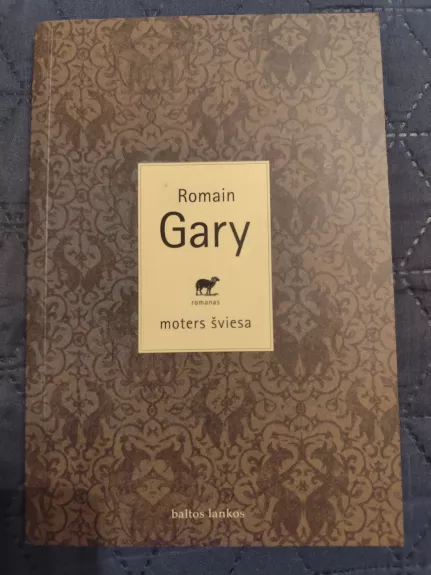 Romain
Gary
romanas
moters šviesa
baltos lankos